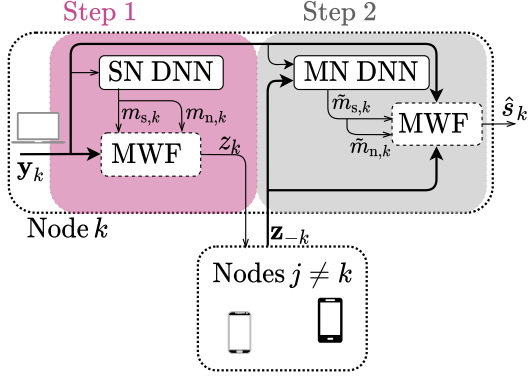 Step 1
Step 2
SN DNN
MN DNN
m_{s,k}
m_{n,k}
m̃_{s,k}
m̃_{n,k}
MWF
z_k
MWF
ŝ_k
y_k
Node k
z_{−k}
Nodes j ≠ k